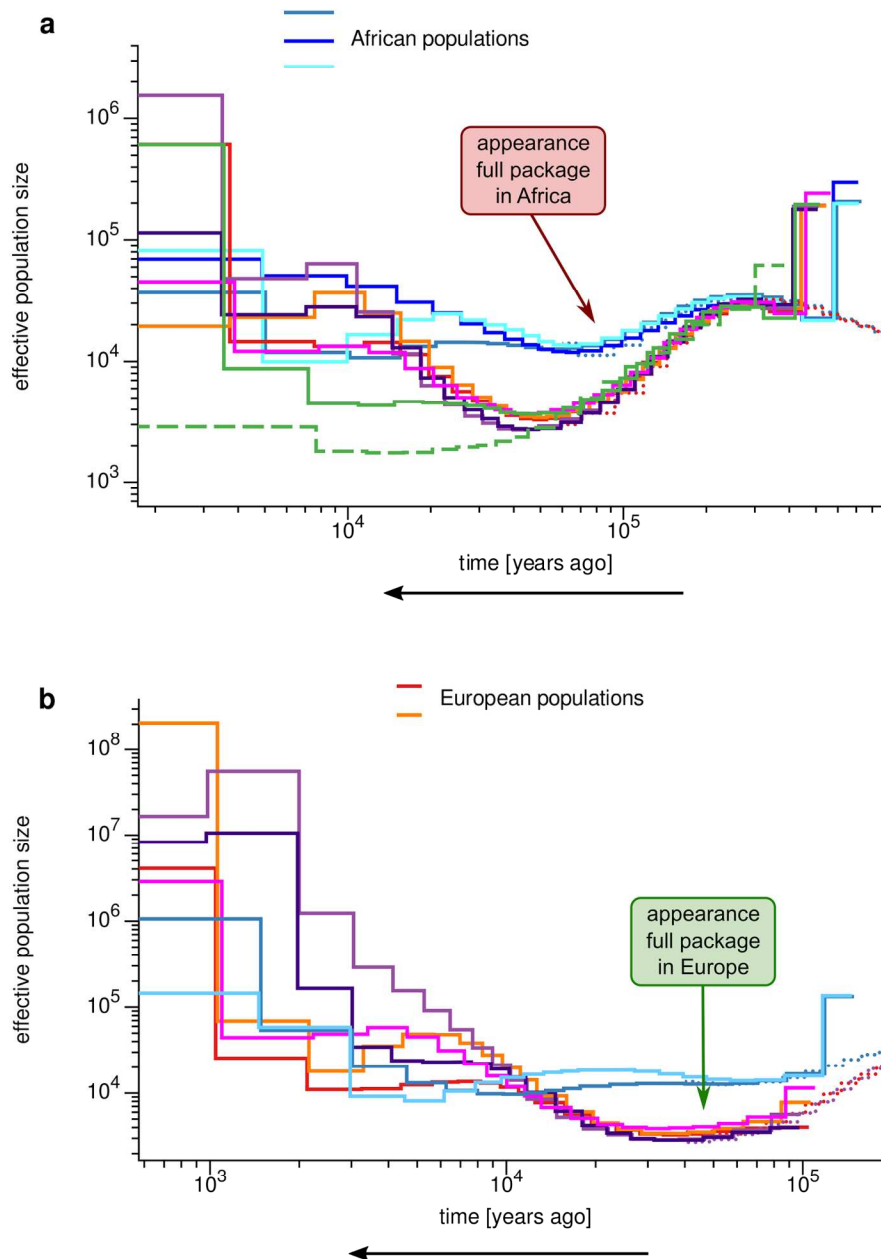 a
African populations
10^6
appearance
full package
in Africa
10^5
effective population size
10^4
10^3
10^4
10^5
time [years ago]
b
European populations
10^8
10^7
10^6
appearance
full package
in Europe
effective population size
10^5
10^4
10^3
10^4
10^5
time [years ago]